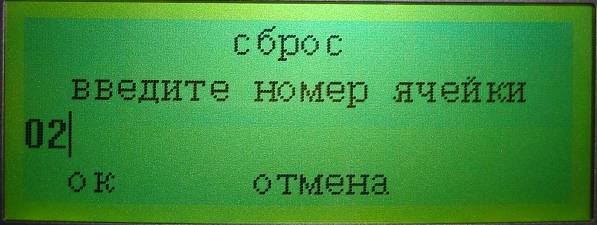 сброс
введите номер ячейки
02
ок отмена